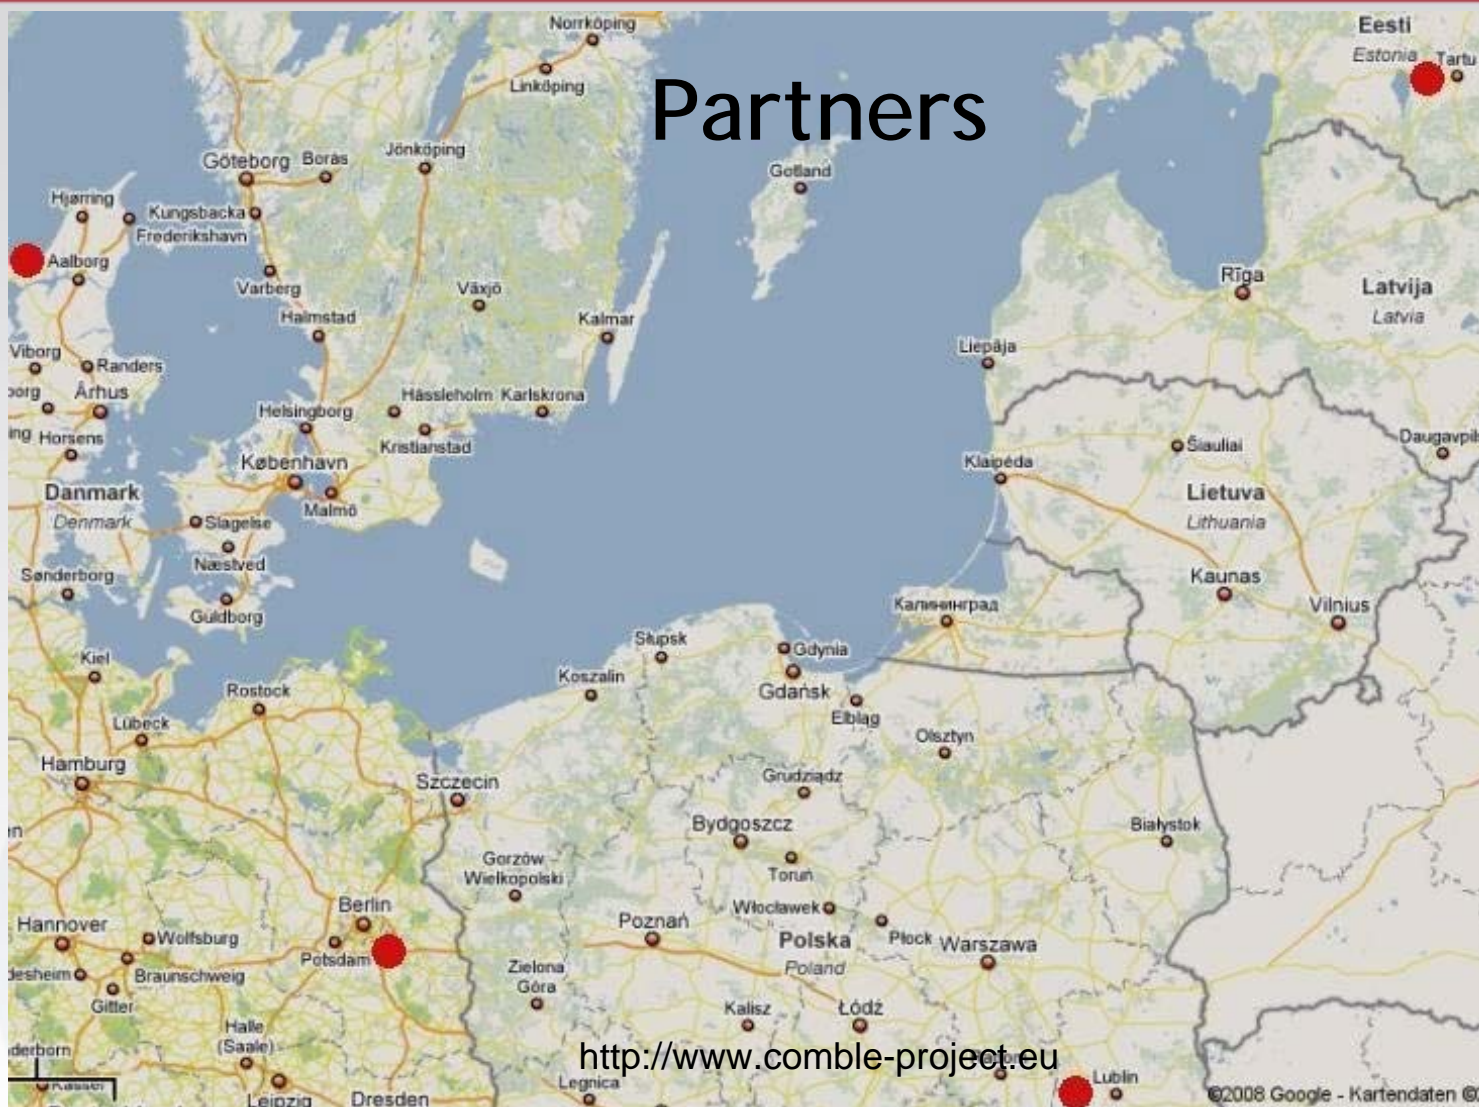 Norrköping
Eesti
Estonia
Tartu
Linköping
Partners
Göteborg
Borås
Jönköping
Gotland
Hjørring
Kungsbacka
Frederikshavn
Aalborg
Varberg
Växjö
Rīga
Latvija
Latvia
Halmstad
Kalmar
Viborg
Randers
Liepāja
Århus
Hässleholm
Karlskrona
Helsingborg
Horsens
Kristianstad
Daugavpils
Šiauliai
København
Klaipėda
Danmark
Denmark
Malmö
Lietuva
Lithuania
Slagelse
Næstved
Sønderborg
Kaunas
Guldborg
Калининград
Vilnius
Słupsk
Gdynia
Kiel
Koszalin
Gdańsk
Rostock
Elbląg
Lübeck
Olsztyn
Hamburg
Szczecin
Grudziądz
Bydgoszcz
Białystok
Gorzów
Wielkopolski
Toruń
Berlin
Włocławek
Hannover
Wolfsburg
Poznań
Płock
Polska
Poland
Warszawa
Potsdam
Braunschweig
Zielona
Góra
Gitter
Kalisz
Łódź
Halle
(Saale)
http://www.comble-project.eu
Lublin
Kassel
Legnica
Leipzig
Dresden
©2008 Google - Kartendaten ©